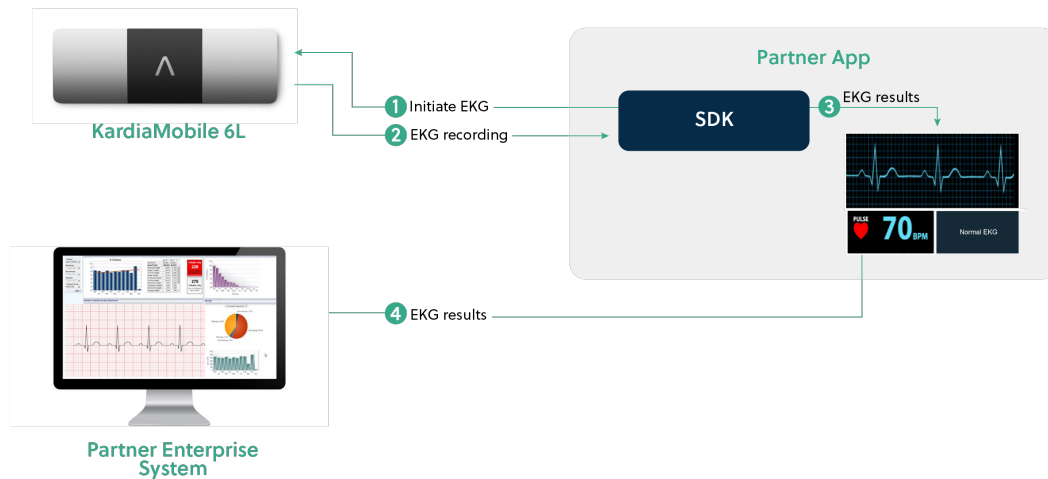 Partner App
1 Initiate EKG
2 EKG recording
SDK
3 EKG results
KardiaMobile 6L
PULSE
70 BPM
Normal EKG
4 EKG results
Partner Enterprise
System